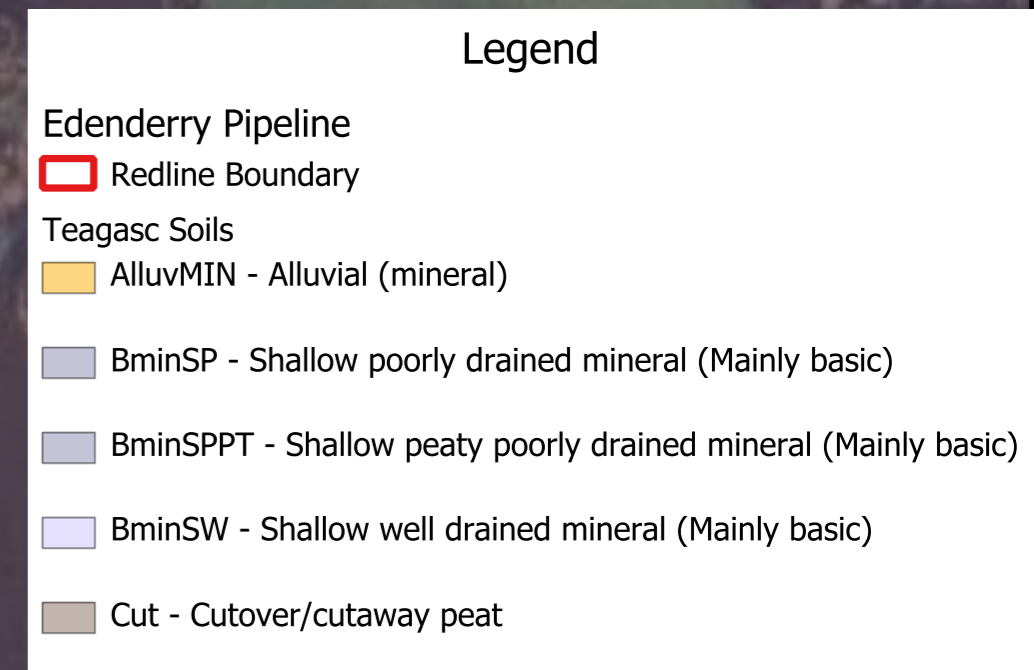 Legend
Edenderry Pipeline
Redline Boundary
Teagasc Soils
AlluvMIN - Alluvial (mineral)
BminSP - Shallow poorly drained mineral (Mainly basic)
BminSPPT - Shallow peaty poorly drained mineral (Mainly basic)
BminSW - Shallow well drained mineral (Mainly basic)
Cut - Cutover/cutaway peat